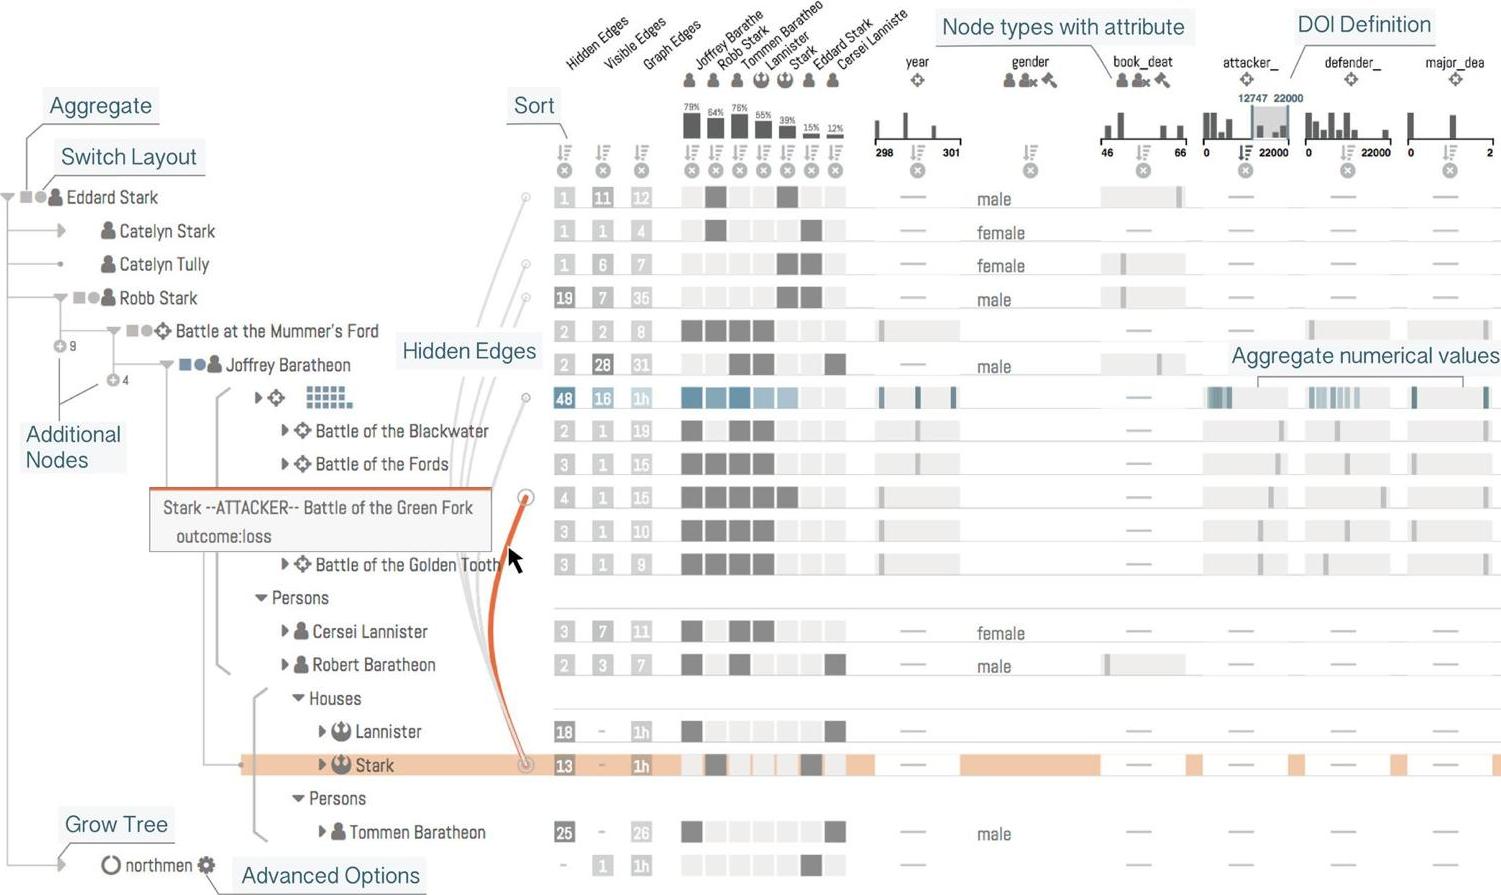 Hidden Edges
Visible Edges
Graph Edges
Joffrey Barathe
Robb Stark
Tommen Baratheo
Lannister
Stark
Eddard Stark
Cersei Lanniste
Node types with attribute
DOI Definition
year
gender
book_deat
attacker_
defender_
major_dea
Aggregate
Sort
12747 22000
79% 64% 76% 55% 39% 15% 12%
298 301
46 66
0 22000
0 22000
0 2
Switch Layout
Eddard Stark 1 11 12 male
Catelyn Stark 1 1 4 female
Catelyn Tully 1 6 7 female
Robb Stark 19 7 35 male
Battle at the Mummer's Ford 2 2 8
9
Hidden Edges
Joffrey Baratheon 2 28 31 male
Aggregate numerical values
4
48 16 1h
Additional
Nodes
Battle of the Blackwater 2 1 19
Battle of the Fords 3 1 16
4 1 15
Stark --ATTACKER-- Battle of the Green Fork
outcome:loss
3 1 10
Battle of the Golden Tooth 3 1 9
Persons
Cersei Lannister 3 7 11 female
Robert Baratheon 2 3 7 male
Houses
Lannister 18 - 1h
Stark 13 - 1h
Persons
Grow Tree
Tommen Baratheon 25 - 26 male
northmen - 1 1h
Advanced Options